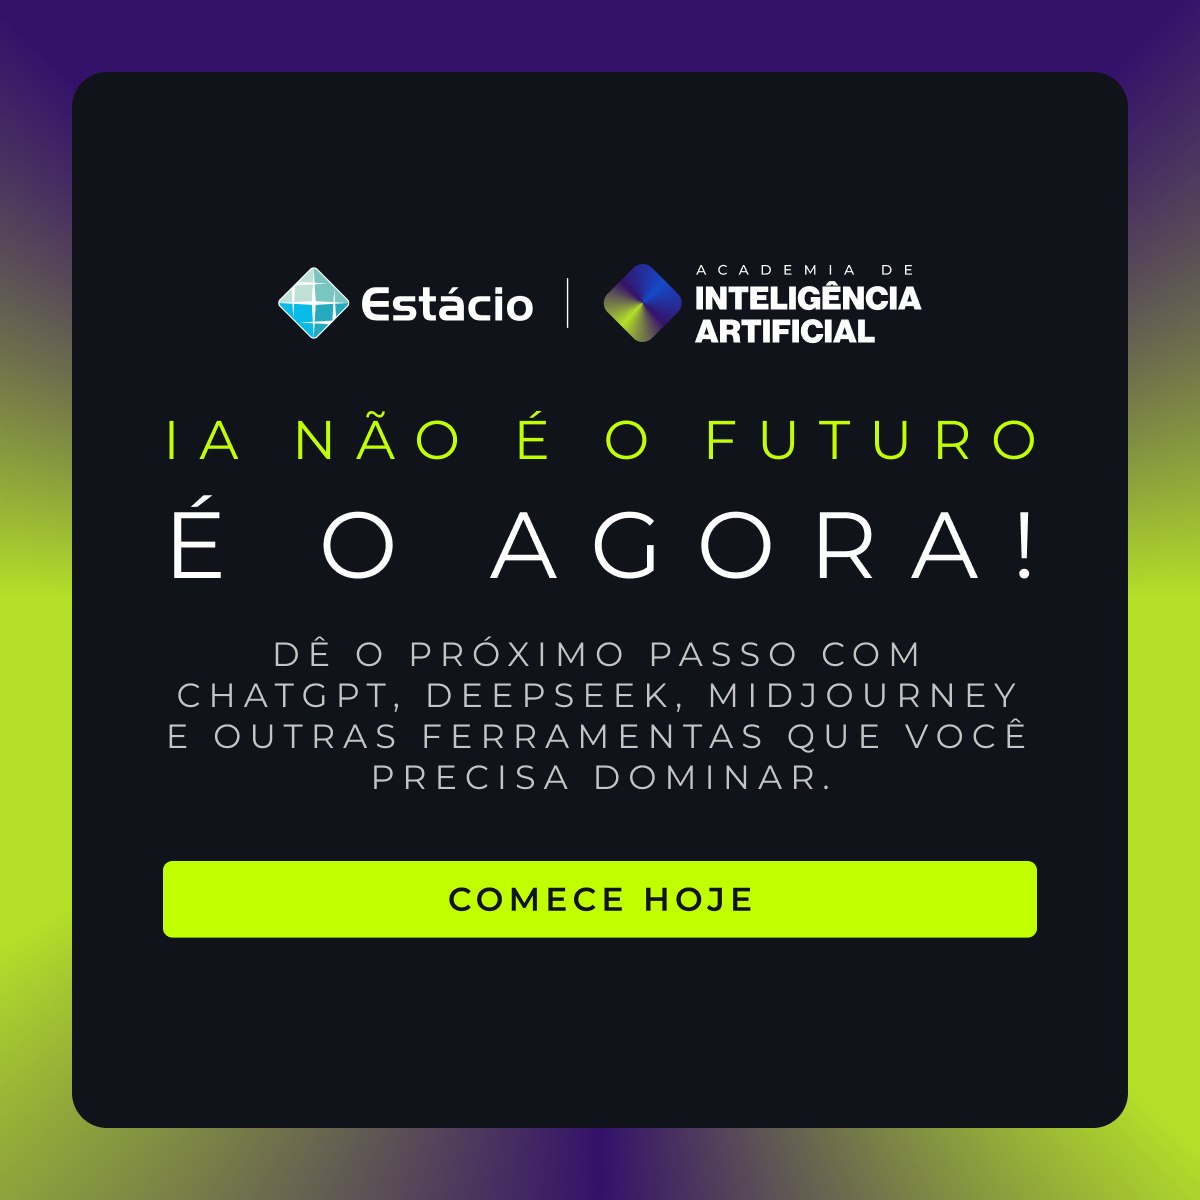 Estácio
ACADEMIA DE
INTELIGÊNCIA
ARTIFICIAL
IA NÃO É O FUTURO
É O AGORA!
DÊ O PRÓXIMO PASSO COM
CHATGPT, DEEPSEEK, MIDJOURNEY
E OUTRAS FERRAMENTAS QUE VOCÊ
PRECISA DOMINAR.
COMECE HOJE